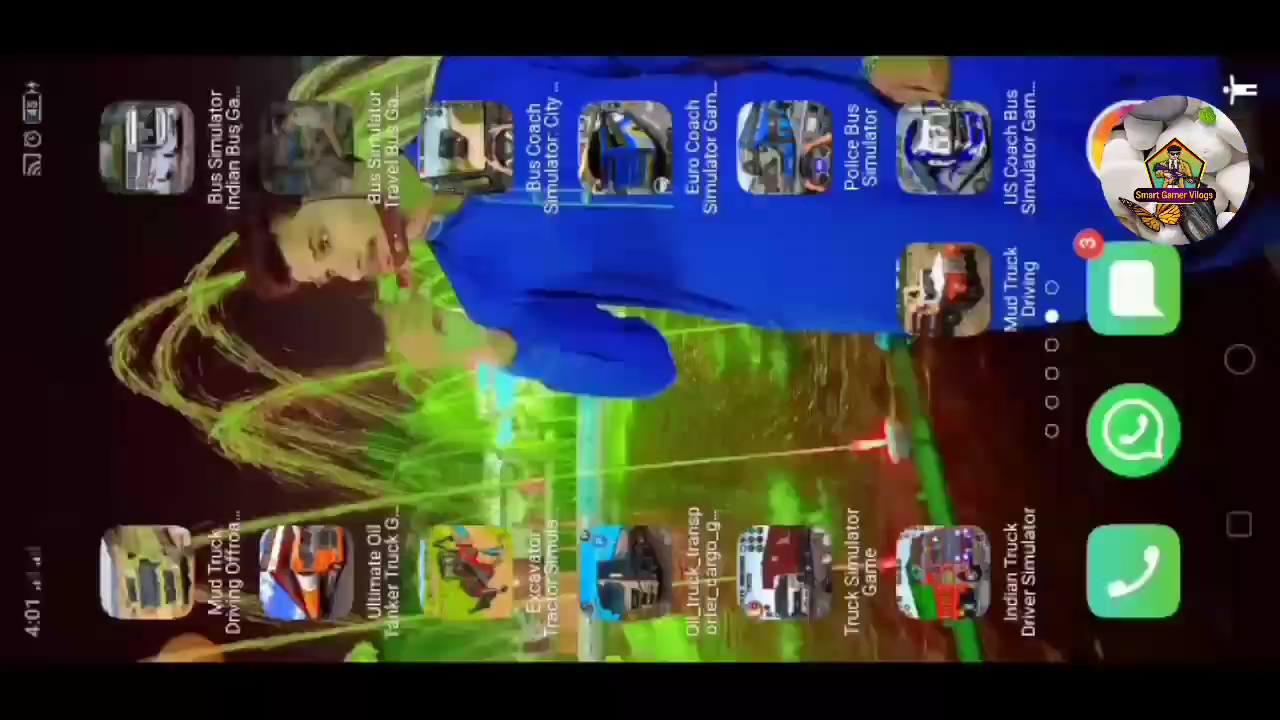 4:01
45
Mud Truck
Driving Offroa...
Ultimate Oil
Tanker Truck G...
Excavator
Tractor Simula...
Oil_truck_transp
orter_cargo_g...
Truck Simulator
Game
Indian Truck
Driver Simulator
Mud Truck
Driving
Bus Simulator
Indian Bus Ga...
Bus Simulator
Travel Bus Ga...
Bus Coach
Simulator: City ...
Euro Coach
Simulator Gam...
Police Bus
Simulator
US Coach Bus
Simulator Gam...
3
Smart Gamer Vilogs